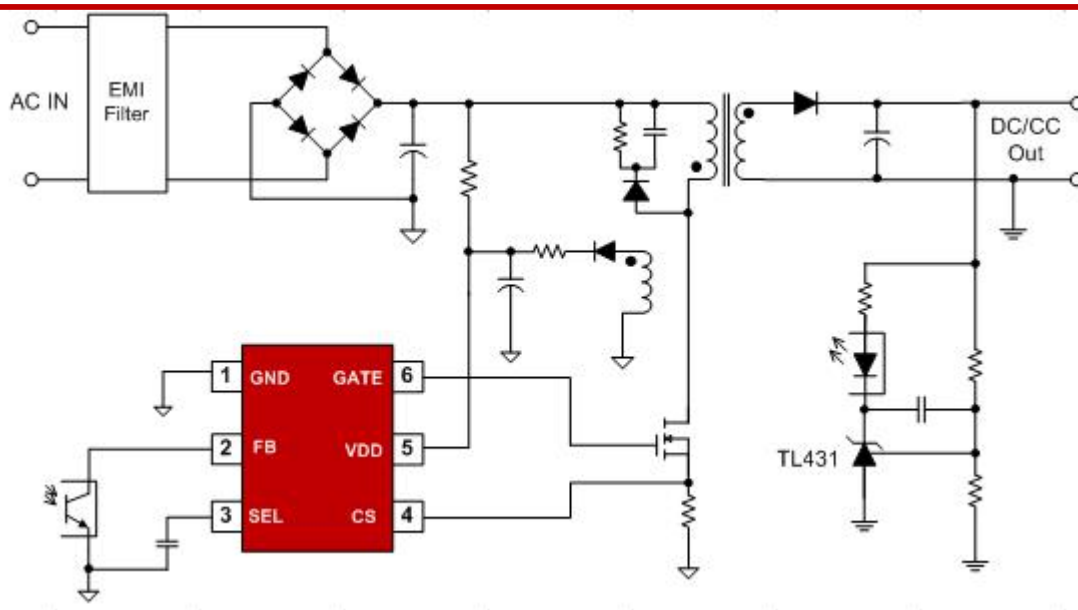 AC IN
EMI
Filter
DC/CC
Out
1 GND GATE 6
2 FB VDD 5
3 SEL CS 4
TL431